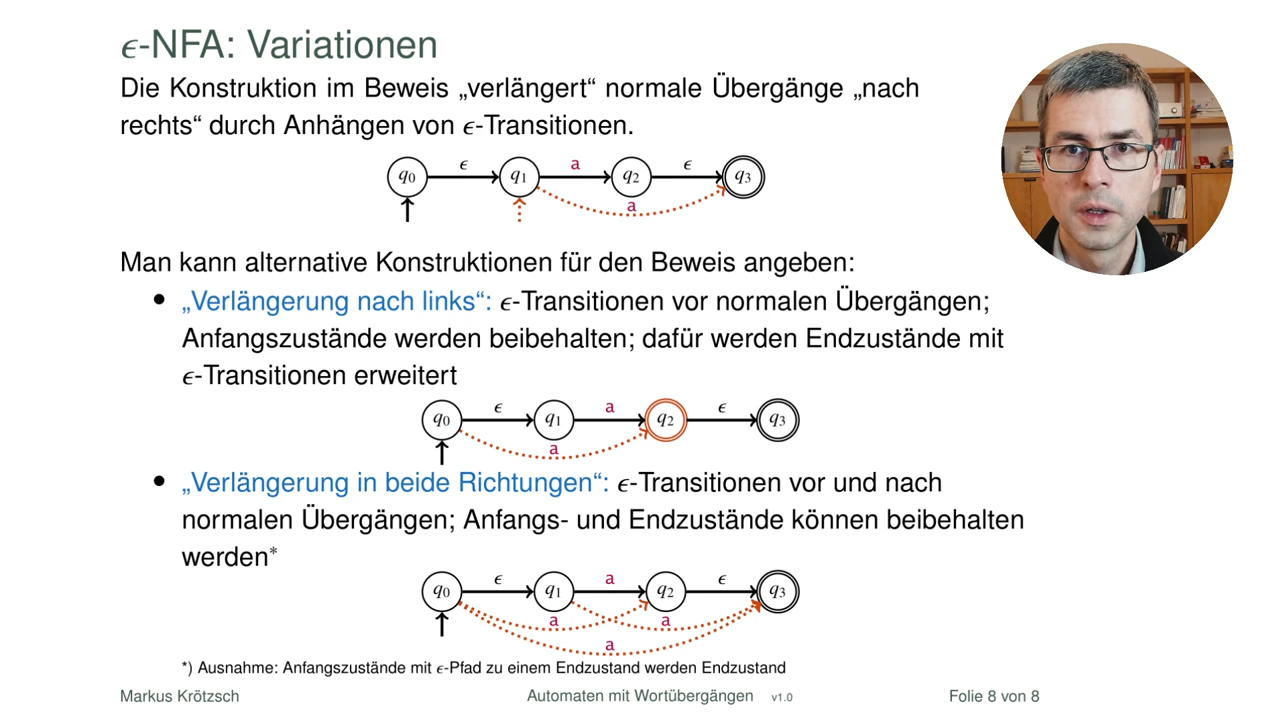 ϵ-NFA: Variationen
Die Konstruktion im Beweis „verlängert“ normale Übergänge „nach
rechts“ durch Anhängen von ϵ-Transitionen.
q0 ϵ q1 a q2 ϵ q3
a
Man kann alternative Konstruktionen für den Beweis angeben:
• „Verlängerung nach links“: ϵ-Transitionen vor normalen Übergängen;
Anfangszustände werden beibehalten; dafür werden Endzustände mit
ϵ-Transitionen erweitert
q0 ϵ q1 a q2 ϵ q3
a
• „Verlängerung in beide Richtungen“: ϵ-Transitionen vor und nach
normalen Übergängen; Anfangs- und Endzustände können beibehalten
werden*
q0 ϵ q1 a q2 ϵ q3
a a
a
*) Ausnahme: Anfangszustände mit ϵ-Pfad zu einem Endzustand werden Endzustand
Markus Krötzsch Automaten mit Wortübergängen v1.0 Folie 8 von 8